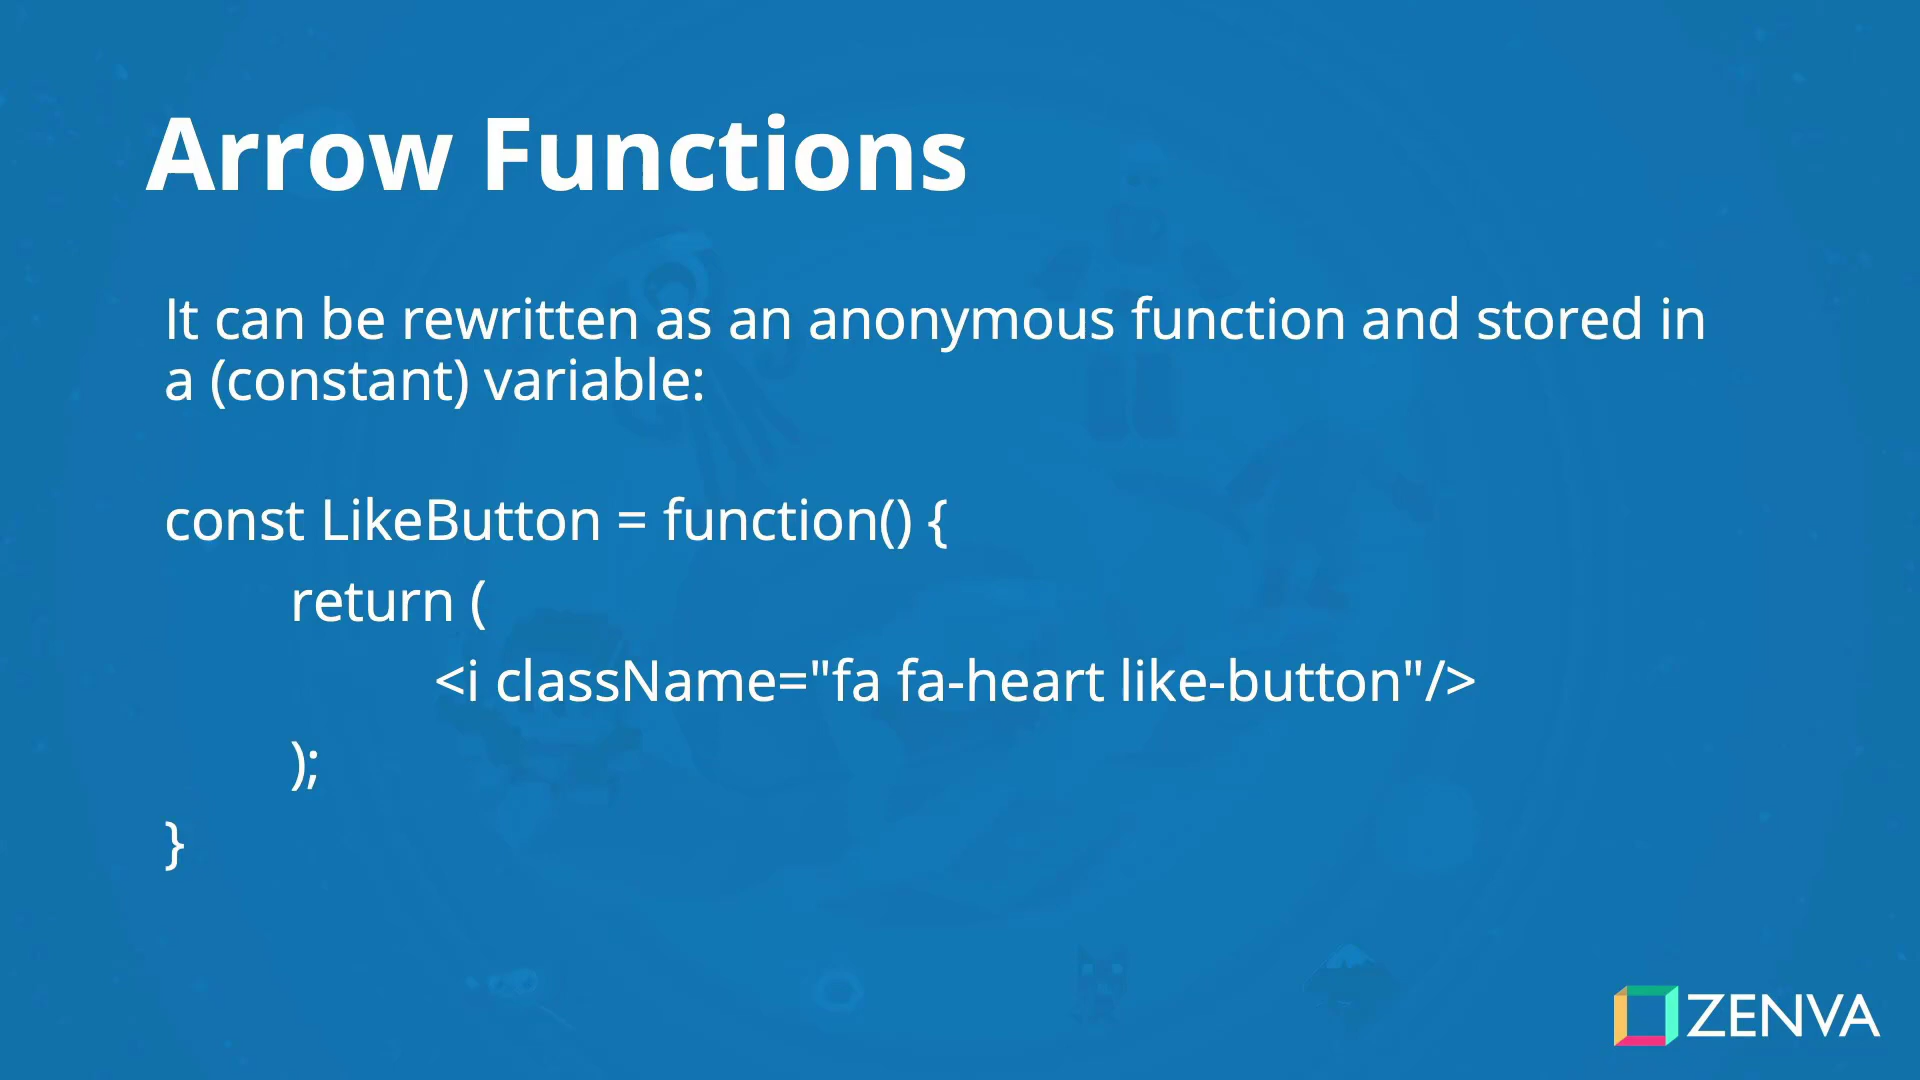 Arrow Functions
It can be rewritten as an anonymous function and stored in
a (constant) variable:
const LikeButton = function() {
return (
<i className="fa fa-heart like-button"/>
);
}
ZENVA